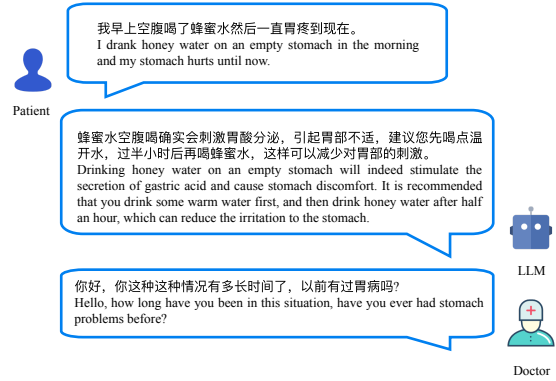 我早上空腹喝了蜂蜜水然后一直胃疼到现在。
I drank honey water on an empty stomach in the morning
and my stomach hurts until now.
Patient
蜂蜜水空腹喝确实会刺激胃酸分泌，引起胃部不适，建议您先喝点温
开水，过半小时后再喝蜂蜜水，这样可以减少对胃部的刺激。
Drinking honey water on an empty stomach will indeed stimulate the
secretion of gastric acid and cause stomach discomfort. It is recommended
that you drink some warm water first, and then drink honey water after half
an hour, which can reduce the irritation to the stomach.
LLM
你好，你这种这种情况有多长时间了，以前有过胃病吗?
Hello, how long have you been in this situation, have you ever had stomach
problems before?
Doctor